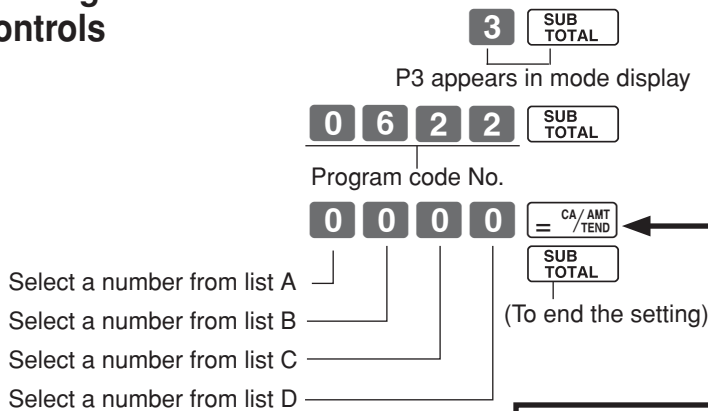 ontrols
3 SUB TOTAL
P3 appears in mode display
0 6 2 2 SUB TOTAL
Program code No.
0 0 0 0 = CA/AMT/TEND
SUB TOTAL
(To end the setting)
Select a number from list A
Select a number from list B
Select a number from list C
Select a number from list D